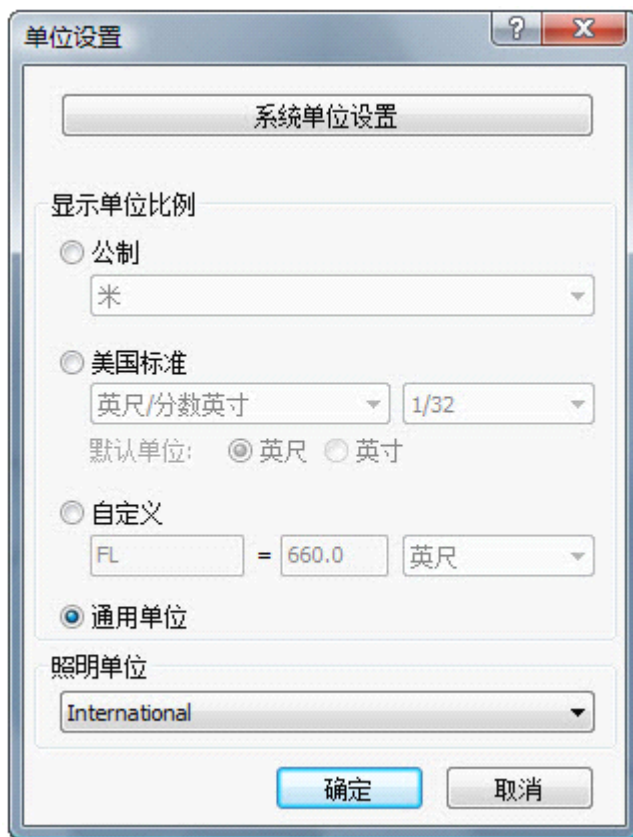 单位设置
系统单位设置
显示单位比例
公制
米
美国标准
英尺/分数英寸 1/32
默认单位: 英尺 英寸
自定义
FL = 660.0 英尺
通用单位
照明单位
International
确定 取消